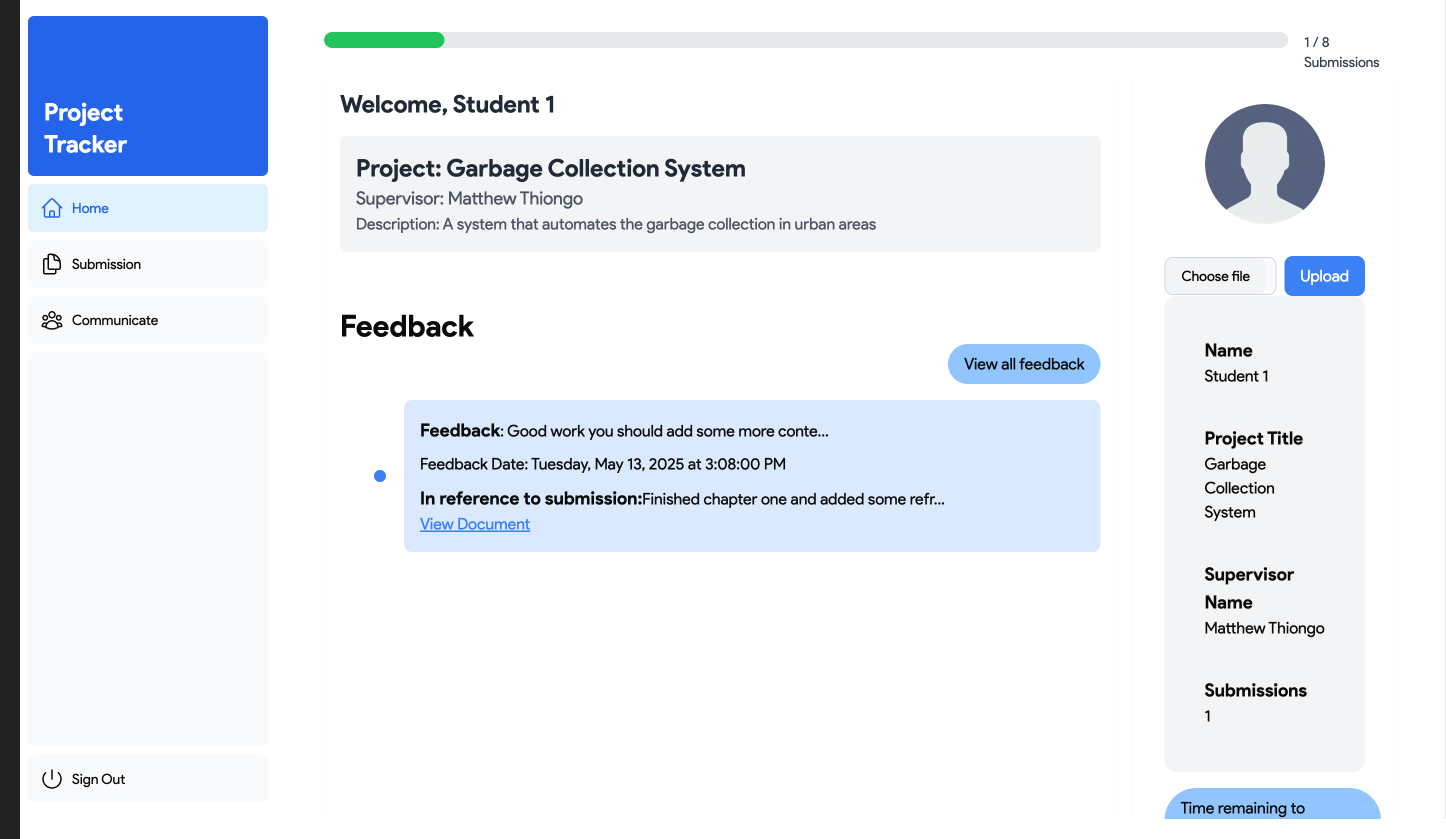 Project
Tracker
Home
Submission
Communicate
Sign Out
1 / 8
Submissions
Welcome, Student 1
Project: Garbage Collection System
Supervisor: Matthew Thiongo
Description: A system that automates the garbage collection in urban areas
Feedback
View all feedback
Feedback: Good work you should add some more conte...
Feedback Date: Tuesday, May 13, 2025 at 3:08:00 PM
In reference to submission:Finished chapter one and added some refr...
View Document
Choose file
Upload
Name
Student 1
Project Title
Garbage
Collection
System
Supervisor
Name
Matthew Thiongo
Submissions
1
Time remaining to